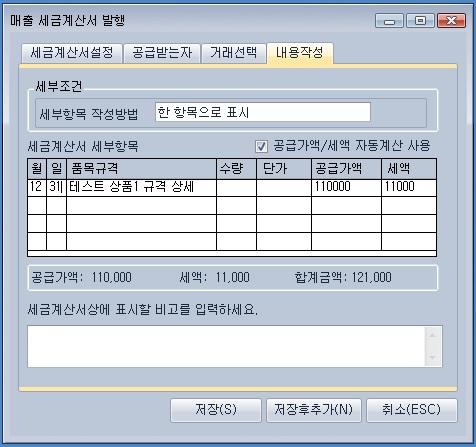 매출 세금계산서 발행
세금계산서설정 공급받는자 거래선택 내용작성
세부조건
세부항목 작성방법 한 항목으로 표시
세금계산서 세부항목 공급가액/세액 자동계산 사용
월 일 품목규격 수량 단가 공급가액 세액
12 31 테스트 상품1 규격 상세 110000 11000
공급가액: 110,000 세액: 11,000 합계금액: 121,000
세금계산서상에 표시할 비고를 입력하세요.
저장(S) 저장후추가(N) 취소(ESC)